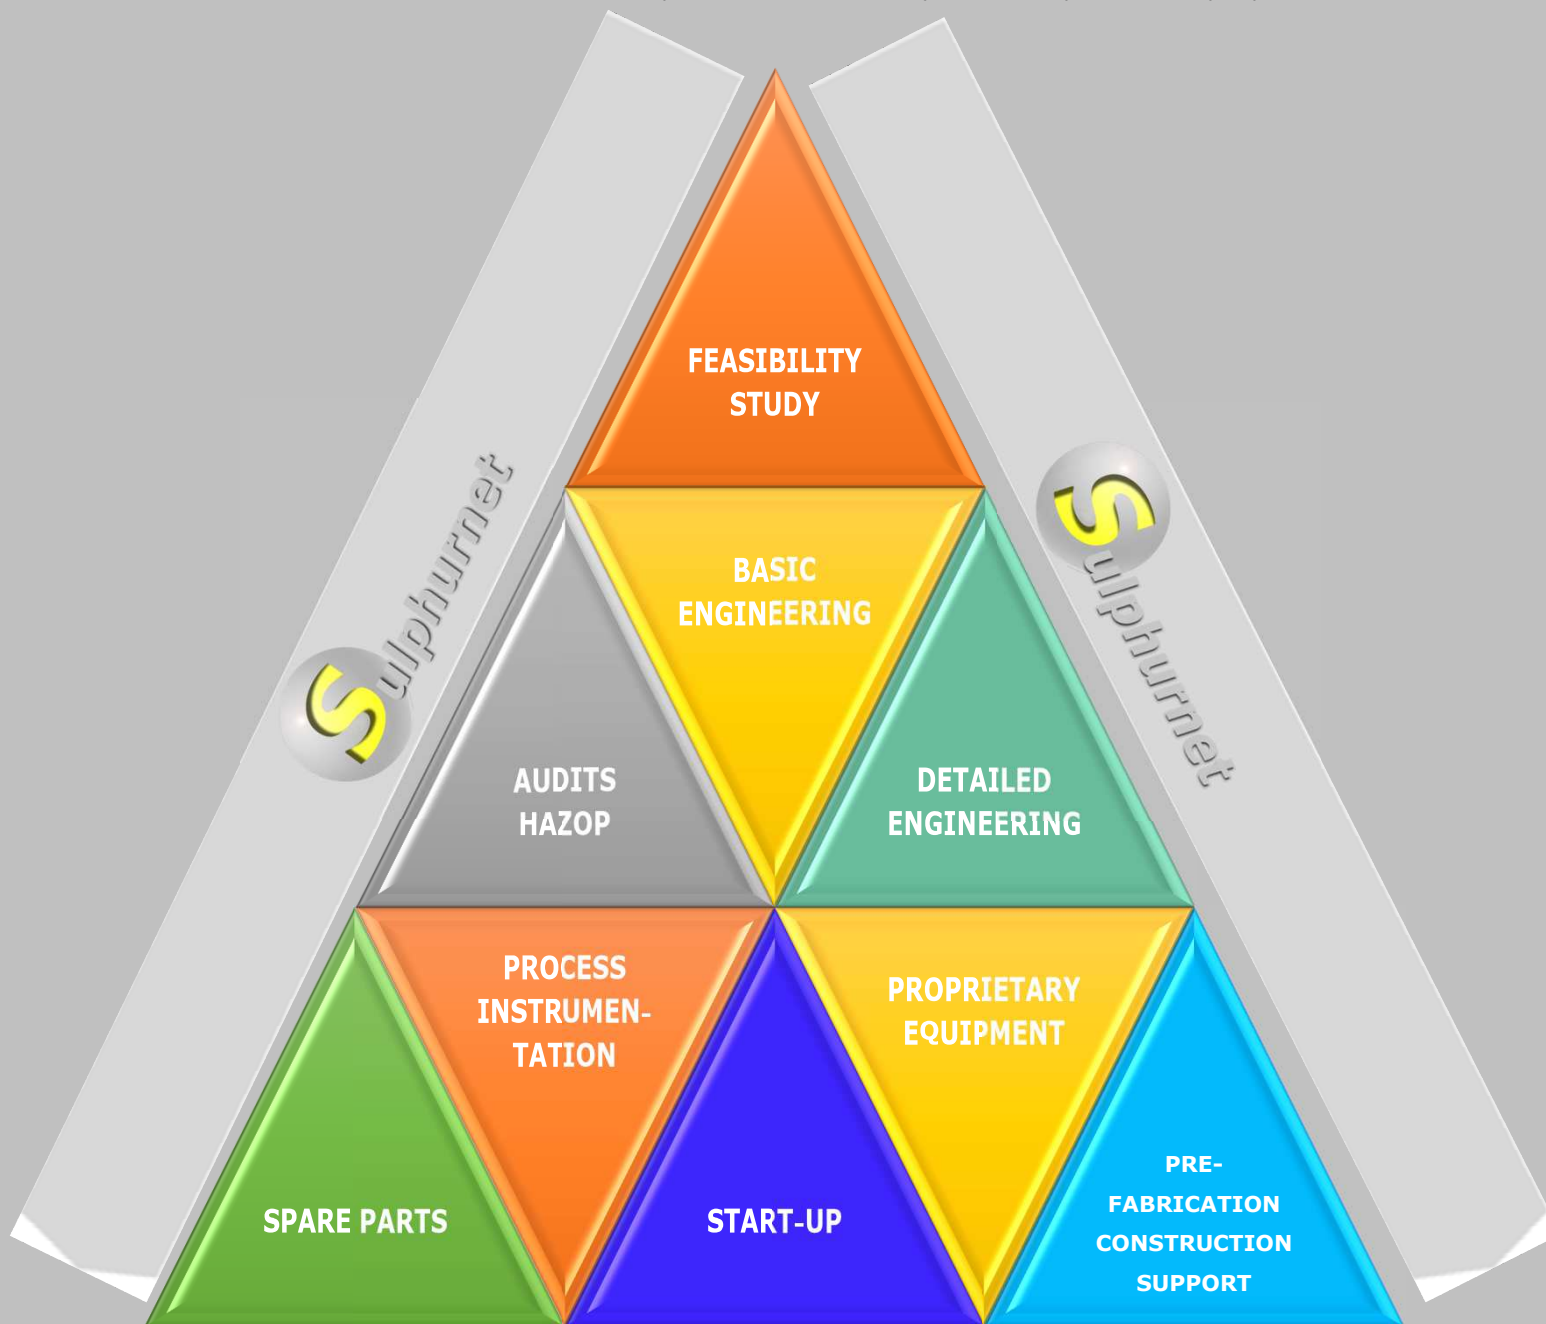 FEASIBILITY
STUDY
BASIC
ENGINEERING
Sulphurnet
Sulphurnet
AUDITS
HAZOP
DETAILED
ENGINEERING
PROCESS
INSTRUMEN-
TATION
PROPRIETARY
EQUIPMENT
SPARE PARTS
START-UP
PRE-
FABRICATION
CONSTRUCTION
SUPPORT